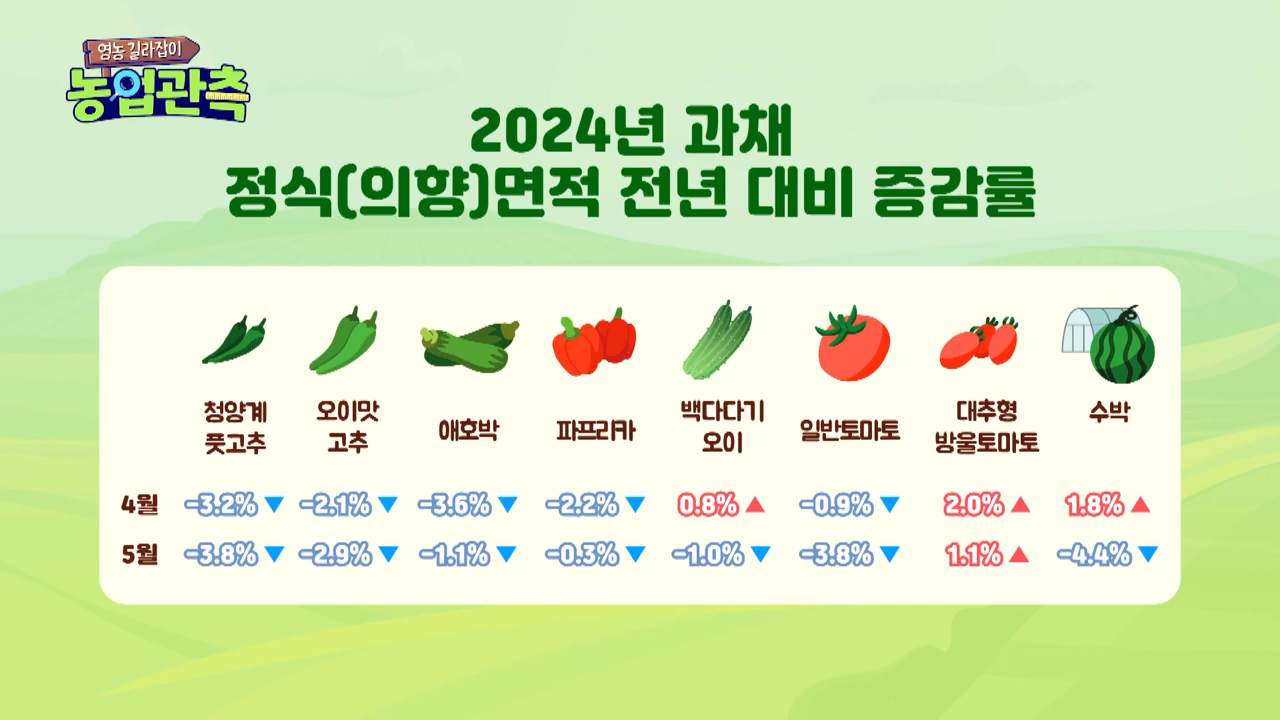 영농 길라잡이
농업관측
2024년 과채
정식(의향)면적 전년 대비 증감률
청양계
풋고추
오이맛
고추
애호박
파프리카
백다다기
오이
일반토마토
대추형
방울토마토
수박
4월 -3.2% ▼ -2.1% ▼ -3.6% ▼ -2.2% ▼ 0.8% ▲ -0.9% ▼ 2.0% ▲ 1.8% ▲
5월 -3.8% ▼ -2.9% ▼ -1.1% ▼ -0.3% ▼ -1.0% ▼ -3.8% ▼ 1.1% ▲ -4.4% ▼